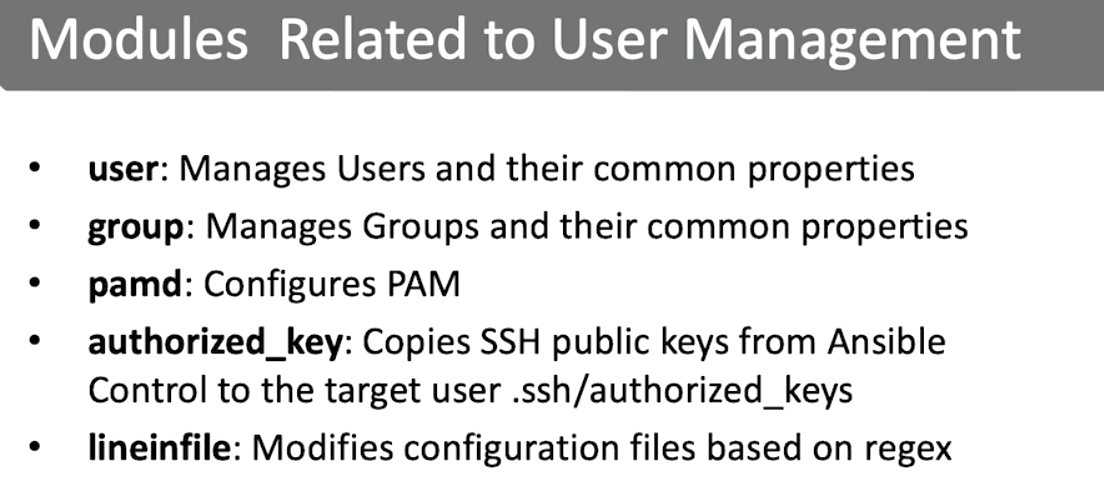 Modules  Related to User Management
• user: Manages Users and their common properties
• group: Manages Groups and their common properties
• pamd: Configures PAM
• authorized_key: Copies SSH public keys from Ansible
Control to the target user .ssh/authorized_keys
• lineinfile: Modifies configuration files based on regex